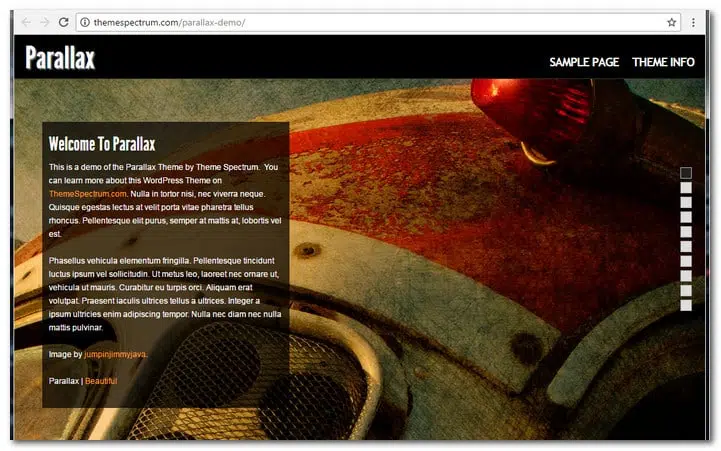 themespectrum.com/parallax-demo/
Parallax
SAMPLE PAGE THEME INFO
Welcome To Parallax
This is a demo of the Parallax Theme by Theme Spectrum. You
can learn more about this WordPress Theme on
ThemeSpectrum.com. Nulla in tortor nisi, nec viverra neque.
Quisque egestas lectus at velit porta vitae pharetra tellus
rhoncus. Pellentesque elit purus, semper at mattis at, lobortis vel
est.
Phasellus vehicula elementum fringilla. Pellentesque tincidunt
luctus ipsum vel sollicitudin. Ut metus leo, laoreet nec ornare ut,
vehicula ut mauris. Curabitur eu turpis orci. Aliquam erat
volutpat. Praesent iaculis ultrices tellus a ultrices. Integer a
ipsum ultricies enim adipiscing tempor. Nulla nec diam nec nulla
mattis pulvinar.
Image by jumpinjimmyjava.
Parallax | Beautiful